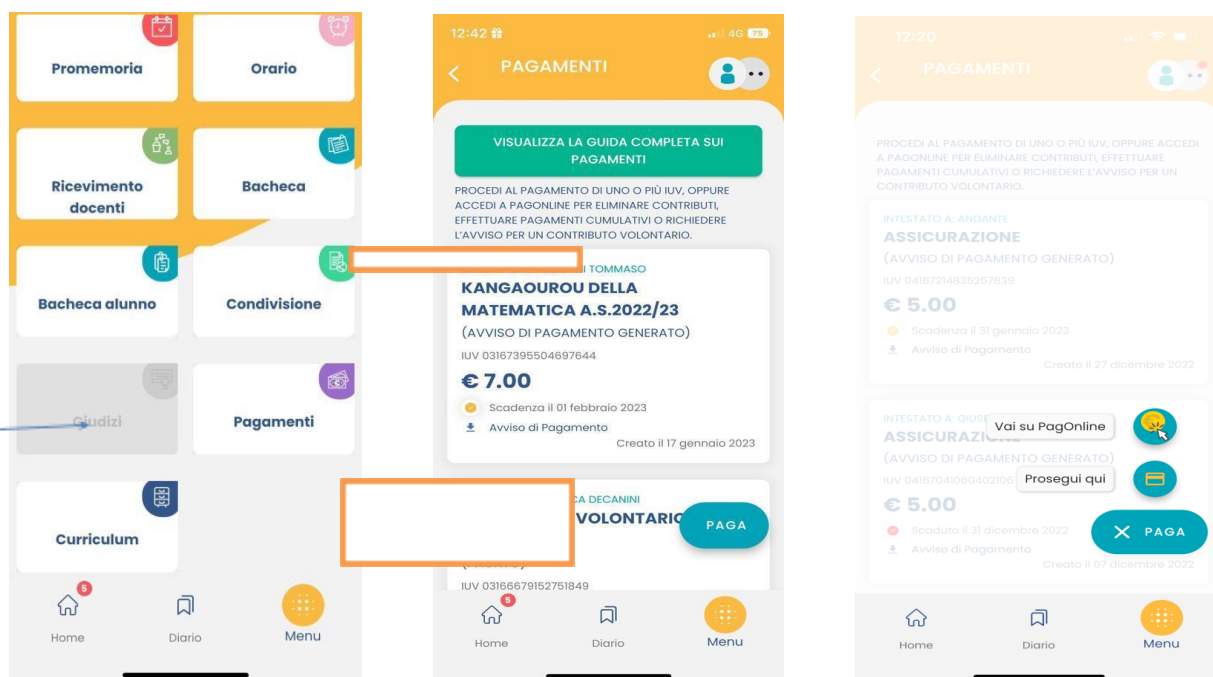 Promemoria
Orario
Ricevimento
docenti
Bacheca
Bacheca alunno
Condivisione
Giudizi
Pagamenti
Curriculum
5
Home
Diario
Menu
12:42
4G 75
PAGAMENTI
VISUALIZZA LA GUIDA COMPLETA SUI
PAGAMENTI
PROCEDI AL PAGAMENTO DI UNO O PIÙ IUV, OPPURE
ACCEDI A PAGONLINE PER ELIMINARE CONTRIBUTI,
EFFETTUARE PAGAMENTI CUMULATIVI O RICHIEDERE
L'AVVISO PER UN CONTRIBUTO VOLONTARIO.
TOMMASO
KANGAOUROU DELLA
MATEMATICA A.S.2022/23
(AVVISO DI PAGAMENTO GENERATO)
IUV 03167395504697644
€ 7.00
Scadenza il 01 febbraio 2023
Avviso di Pagamento
Creato il 17 gennaio 2023
DECANINI
VOLONTARIO
PAGA
IUV 03166679152751849
5
Home
Diario
Menu
12:20
PAGAMENTI
PROCEDI AL PAGAMENTO DI UNO O PIÙ IUV, OPPURE ACCEDI
A PAGONLINE PER ELIMINARE CONTRIBUTI, EFFETTUARE
PAGAMENTI CUMULATIVI O RICHIEDERE L'AVVISO PER UN
CONTRIBUTO VOLONTARIO.
INTESTATO A: ANDANTE
ASSICURAZIONE
(AVVISO DI PAGAMENTO GENERATO)
IUV 04167214835257839
€ 5.00
Scadenza il 31 gennaio 2023
Avviso di Pagamento
Creato il 27 dicembre 2022
INTESTATO A:
Vai su PagOnline
ASSICURAZIONE
(AVVISO DI PAGAMENTO GENERATO)
IUV 04167041060402106
Prosegui qui
€ 5.00
Scaduto il 31 dicembre 2022
PAGA
Avviso di Pagamento
Creato il 07 dicembre 2022
Home
Diario
Menu